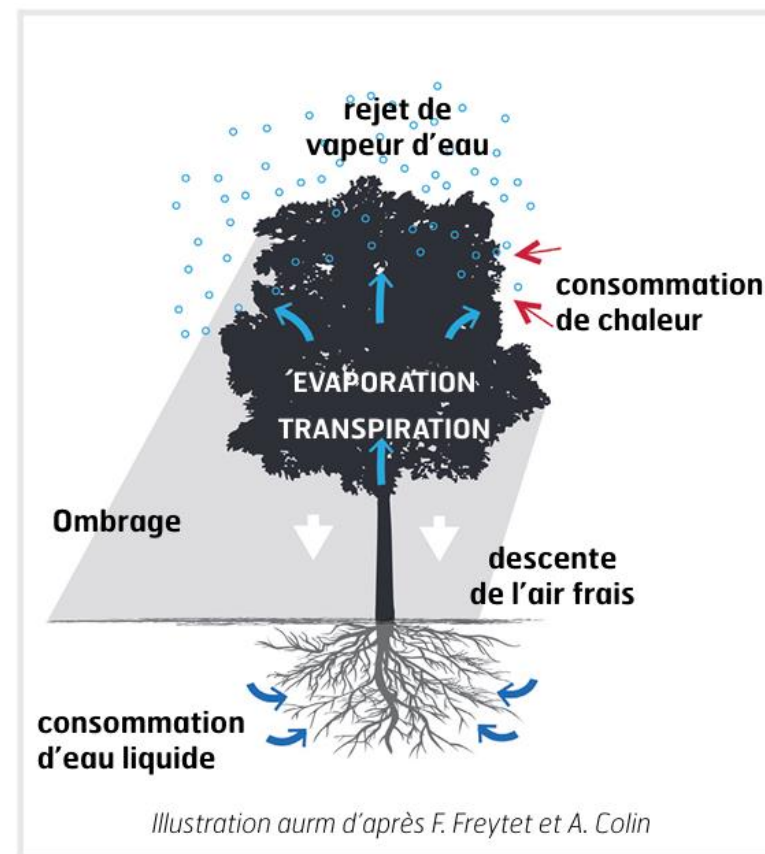 rejet de
vapeur d'eau
consommation
de chaleur
ÉVAPORATION
TRANSPIRATION
Ombrage
descente
de l'air frais
consommation
d'eau liquide
Illustration aurm d'après F. Freytet et A. Colin